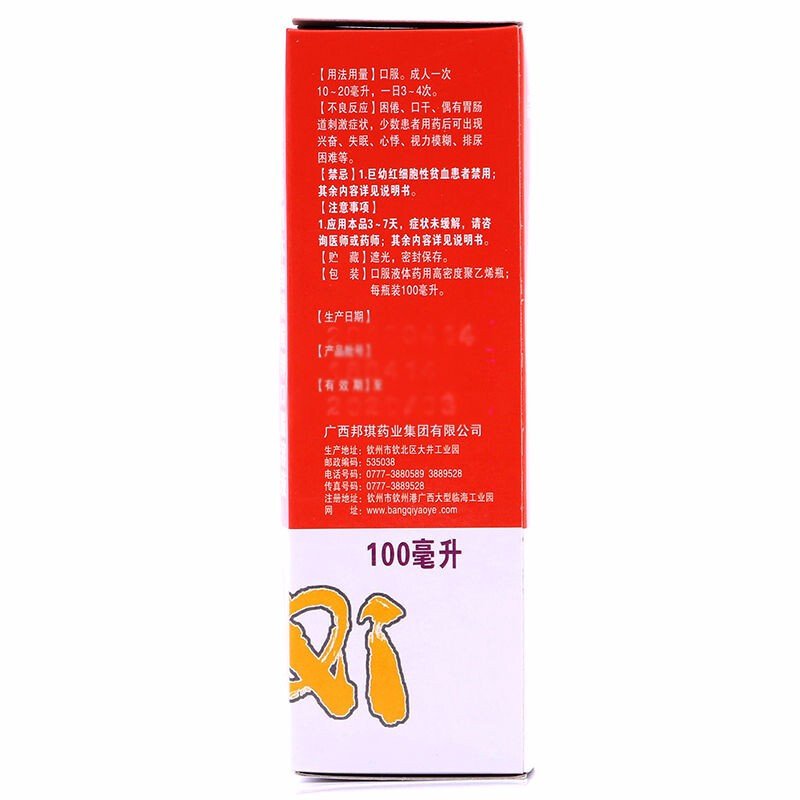 【用法用量】口服。成人一次
10~20毫升，一日3~4次。
【不良反应】困倦、口干、偶有胃肠
道刺激症状，少数患者用药后可出现
兴奋、失眠、心悸、视力模糊、排尿
困难等。
【禁忌】1.巨幼红细胞性贫血患者禁用；
其余内容详见说明书。
【注意事项】
1.应用本品3~7天，症状未缓解，请咨
询医师或药师；其余内容详见说明书。
【贮 藏】遮光，密封保存。
【包 装】口服液体药用高密度聚乙烯瓶；
每瓶装100毫升。
【生产日期】
【产品批号】
180414
【有 效 期】至
2020/03
广西邦琪药业集团有限公司
生产地址：钦州市钦北区大井工业园
邮政编码：535038
电话号码：0777-3880589 3889528
传真号码：0777-3889528
注册地址：钦州市钦州港广西大型临海工业园
网 址：www.bangqiyaoye.com
100毫升
Qi